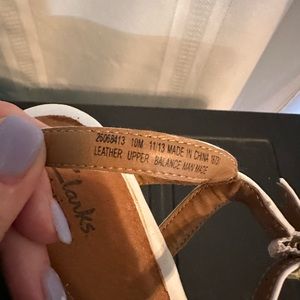 26068413 10M 11/13 MADE IN CHINA
LEATHER UPPER BALANCE MAN MADE
Clarks